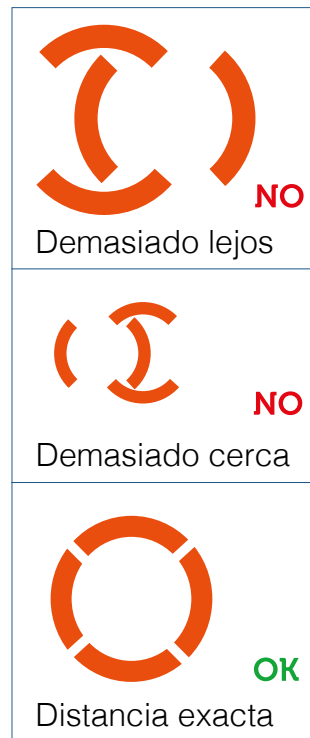 NO
Demasiado lejos
NO
Demasiado cerca
OK
Distancia exacta